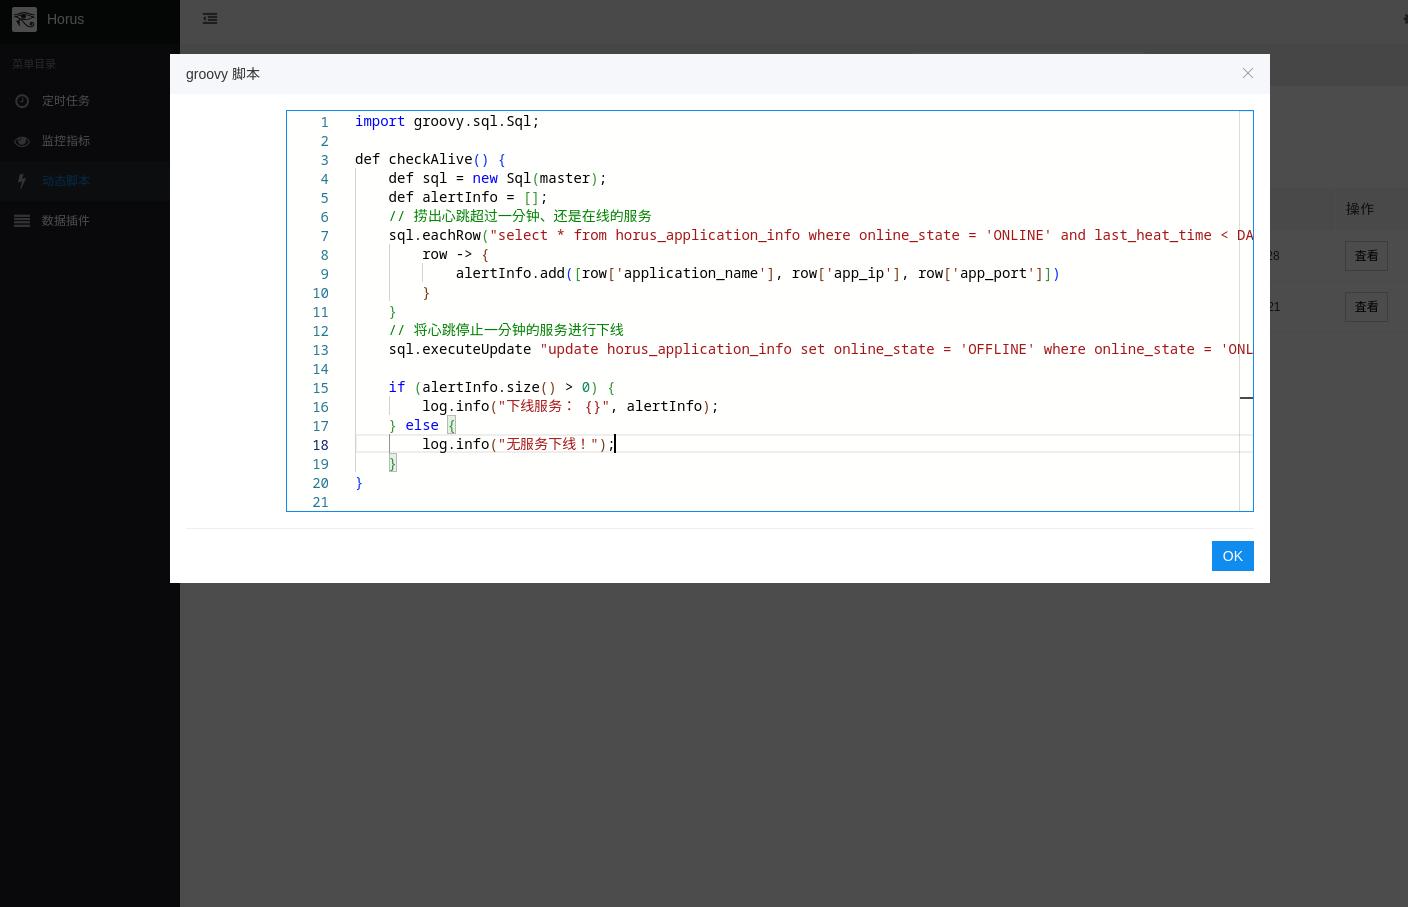 Horus
菜单目录
定时任务
监控指标
动态脚本
数据插件
groovy 脚本
1 import groovy.sql.Sql;
2
3 def checkAlive() {
4     def sql = new Sql(master);
5     def alertInfo = [];
6     // 捞出心跳超过一分钟、还是在线的服务
7     sql.eachRow("select * from horus_application_info where online_state = 'ONLINE' and last_heat_time < DA
8         row -> {
9             alertInfo.add([row['application_name'], row['app_ip'], row['app_port']])
10         }
11     }
12     // 将心跳停止一分钟的服务进行下线
13     sql.executeUpdate "update horus_application_info set online_state = 'OFFLINE' where online_state = 'ONL
14
15     if (alertInfo.size() > 0) {
16         log.info("下线服务： {}", alertInfo);
17     } else {
18         log.info("无服务下线！");
19     }
20 }
21
OK
操作
28 查看
21 查看